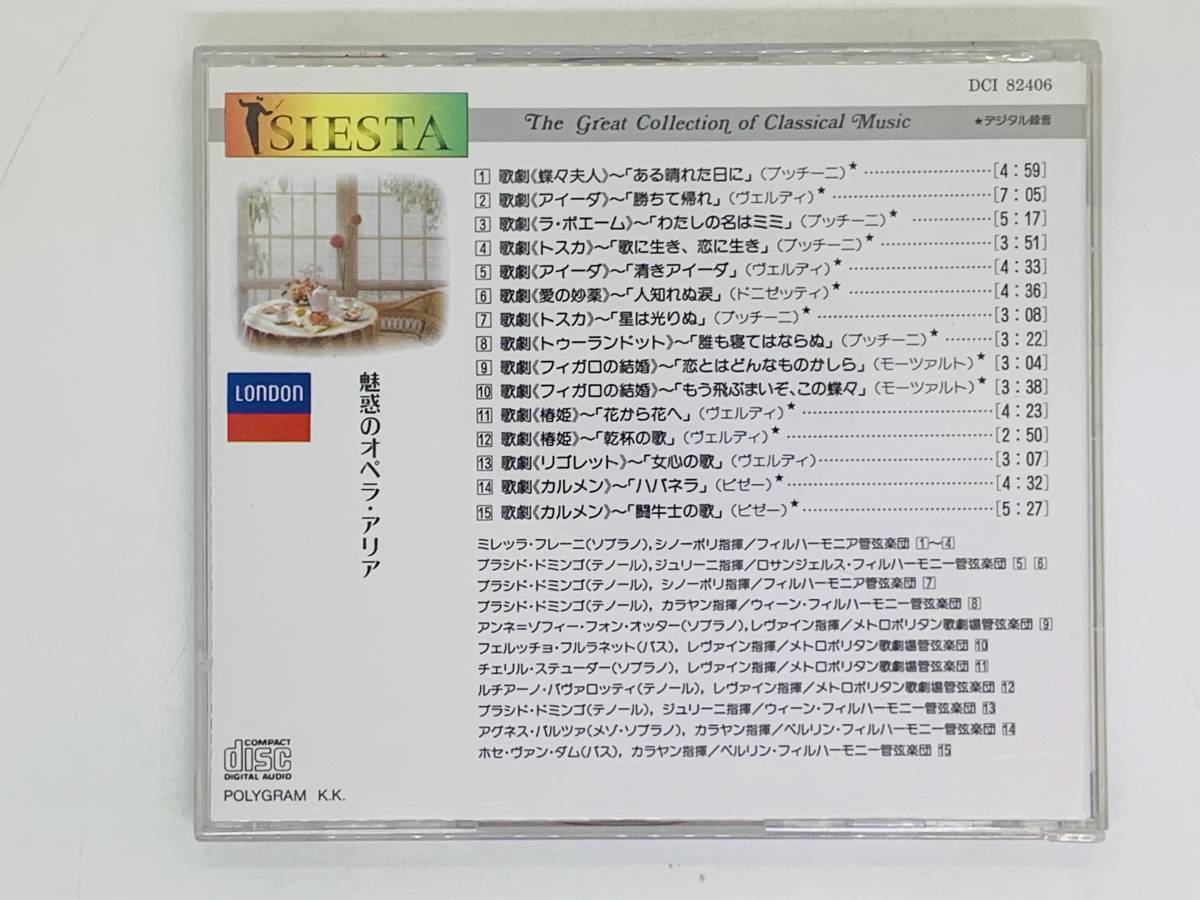 DCI 82406
SIESTA
The Great Collection of Classical Music
★デジタル録音
1 歌劇《蝶々夫人》〜「ある晴れた日に」(プッチーニ)★ [4:59]
2 歌劇《アイーダ》〜「勝ちて帰れ」(ヴェルディ)★ [7:05]
3 歌劇《ラ・ボエーム》〜「わたしの名はミミ」(プッチーニ)★ [5:17]
4 歌劇《トスカ》〜「歌に生き、恋に生き」(プッチーニ)★ [3:51]
5 歌劇《アイーダ》〜「清きアイーダ」(ヴェルディ)★ [4:33]
6 歌劇《愛の妙薬》〜「人知れぬ涙」(ドニゼッティ)★ [4:36]
7 歌劇《トスカ》〜「星は光りぬ」(プッチーニ)★ [3:08]
8 歌劇《トゥーランドット》〜「誰も寝てはならぬ」(プッチーニ)★ [3:22]
9 歌劇《フィガロの結婚》〜「恋とはどんなものかしら」(モーツァルト)★ [3:04]
10 歌劇《フィガロの結婚》〜「もう飛ぶまいぞ、この蝶々」(モーツァルト)★ [3:38]
11 歌劇《椿姫》〜「花から花へ」(ヴェルディ)★ [4:23]
12 歌劇《椿姫》〜「乾杯の歌」(ヴェルディ)★ [2:50]
13 歌劇《リゴレット》〜「女心の歌」(ヴェルディ) [3:07]
14 歌劇《カルメン》〜「ハバネラ」(ビゼー)★ [4:32]
15 歌劇《カルメン》〜「闘牛士の歌」(ビゼー)★ [5:27]
LONDON
魅惑のオペラ・アリア
ミレッラ・フレーニ(ソプラノ),シノーポリ指揮/フィルハーモニア管弦楽団 1〜4
プラシド・ドミンゴ(テノール),ジュリーニ指揮/ロサンジェルス・フィルハーモニー管弦楽団 5 6
プラシド・ドミンゴ(テノール), シノーポリ指揮/フィルハーモニア管弦楽団 7
プラシド・ドミンゴ(テノール), カラヤン指揮/ウィーン・フィルハーモニー管弦楽団 8
アンネ=ゾフィー・フォン・オッター(ソプラノ),レヴァイン指揮/メトロポリタン歌劇場管弦楽団 9
フェルッチョ・フルラネット(バス), レヴァイン指揮/メトロポリタン歌劇場管弦楽団 10
チェリル・ステューダー(ソプラノ), レヴァイン指揮/メトロポリタン歌劇場管弦楽団 11
ルチアーノ・パヴァロッティ(テノール), レヴァイン指揮/メトロポリタン歌劇場管弦楽団 12
プラシド・ドミンゴ(テノール), ジュリーニ指揮/ウィーン・フィルハーモニー管弦楽団 13
アグネス・バルツァ(メゾ・ソプラノ), カラヤン指揮/ベルリン・フィルハーモニー管弦楽団 14
ホセ・ヴァン・ダム(バス), カラヤン指揮/ベルリン・フィルハーモニー管弦楽団 15
COMPACT
disc
DIGITAL AUDIO
POLYGRAM K.K.